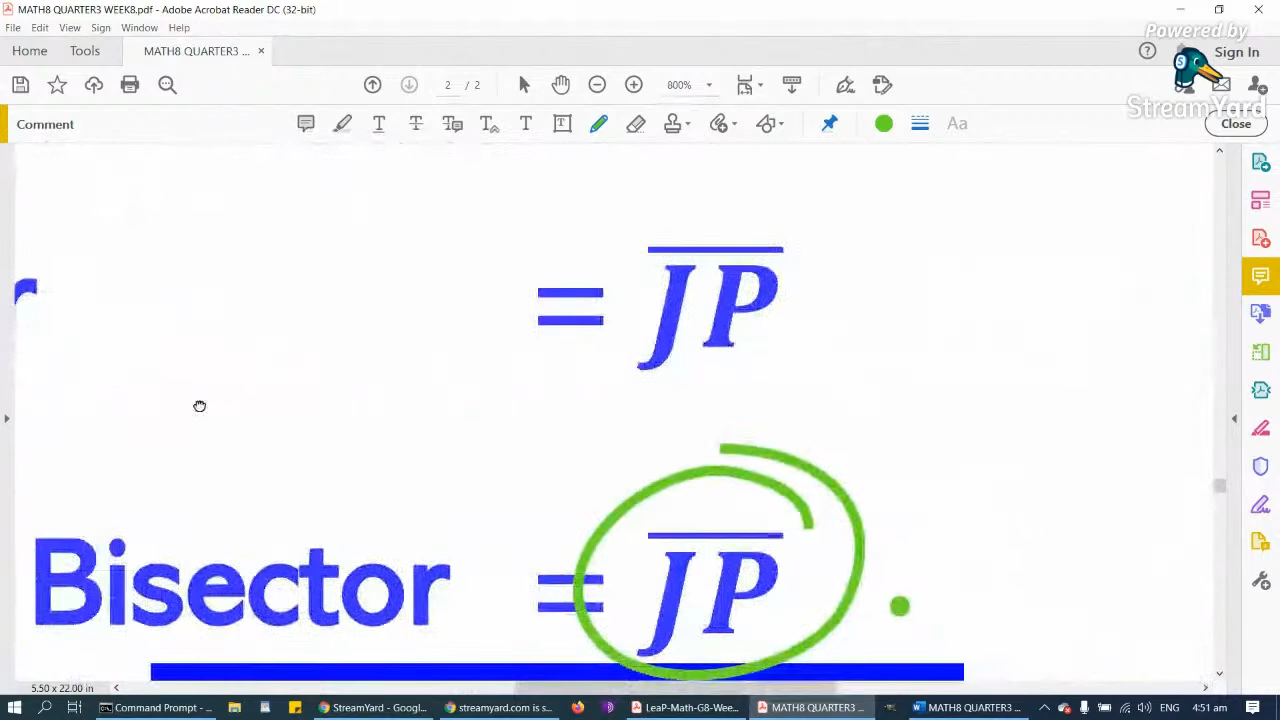 MATH8 QUARTER3 WEEK8.pdf - Adobe Acrobat Reader DC (32-bit)
File Edit View Sign Window Help
Powered by
Home Tools MATH8 QUARTER3 ... × Sign In
2 / 2 800%
StreamYard
Comment Aa Close
= JP
Bisector = JP
5.50 x 22.00 in
Command Prompt - StreamYard - Googl... streamyard.com is s LeaP-Math-G8-Wee... MATH8 QUARTER3 ... MATH8 QUARTER3 ... 4:51 am